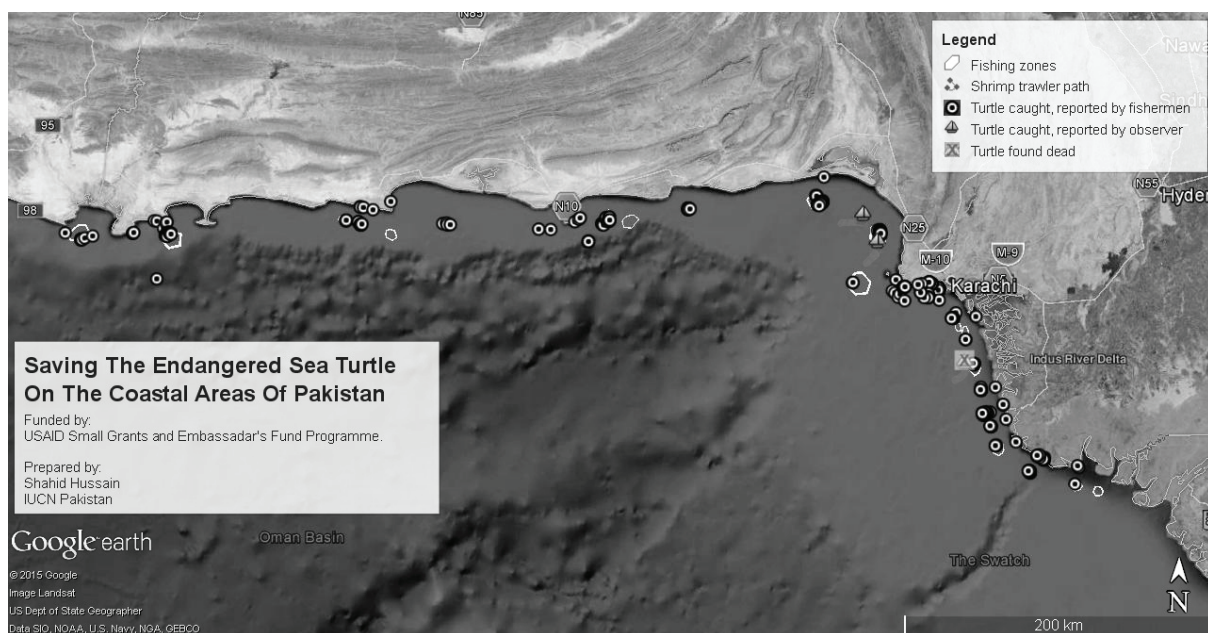 N85
Legend
Nawa
Fishing zones
Shrimp trawler path
Sindh
95
Turtle caught, reported by fishermen
Turtle caught, reported by observer
Turtle found dead
N55
98
N10
Hyder
N25
M-10
M-9
N5
Karachi
Saving The Endangered Sea Turtle
On The Coastal Areas Of Pakistan
Indus River Delta
Funded by:
USAID Small Grants and Embassadar's Fund Programme.
Prepared by:
Shahid Hussain
IUCN Pakistan
Google earth
Oman Basin
The Swatch
© 2015 Google
Image Landsat
US Dept of State Geographer
Data SIO, NOAA, U.S. Navy, NGA, GEBCO
N
200 km